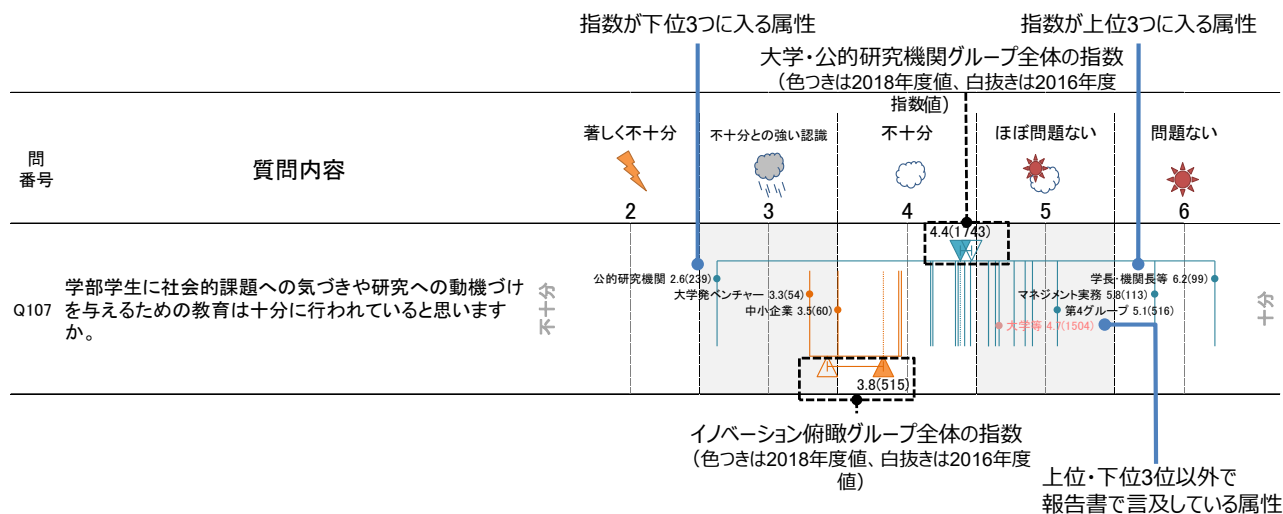 指数が下位3つに入る属性
指数が上位3つに入る属性
大学・公的研究機関グループ全体の指数
（色つきは2018年度値、白抜きは2016年度
指数値）
問
番号
質問内容
著しく不十分
不十分との強い認識
不十分
ほぼ問題ない
問題ない
2
3
4
5
6
4.4(1743)
Q107
学部学生に社会的課題への気づきや研究への動機づけ
を与えるための教育は十分に行われていると思います
か。
不十分
公的研究機関 2.6(239)
大学発ベンチャー 3.3(54)
中小企業 3.5(60)
学長・機関長等 6.2(99)
マネジメント実務 5.8(113)
第4グループ 5.1(516)
大学等 4.7(1504)
十分
3.8(515)
イノベーション俯瞰グループ全体の指数
（色つきは2018年度値、白抜きは2016年度
値）
上位・下位3位以外で
報告書で言及している属性